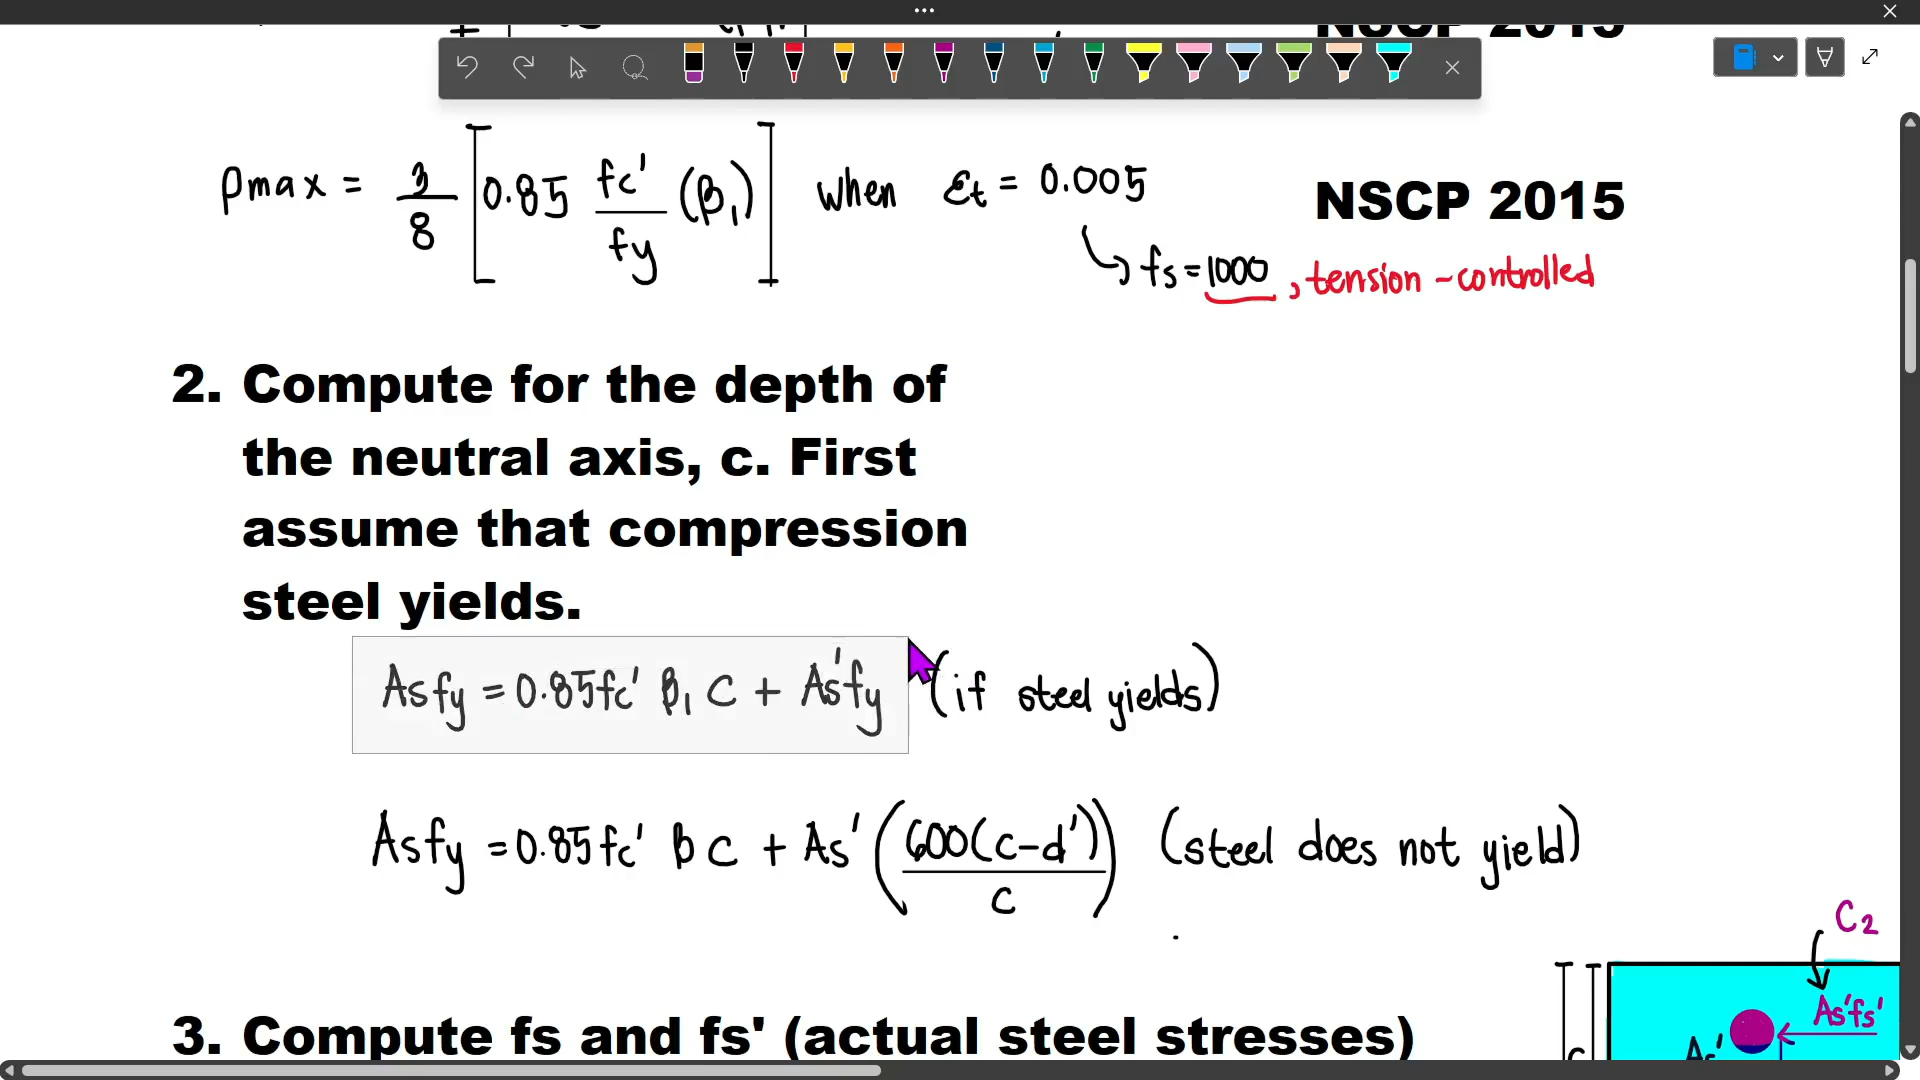 NSCP 2015
ρmax = 3/8 [0.85 fc'/fy (β1)] when εt = 0.005
NSCP 2015
↳ fs = 1000, tension - controlled
2. Compute for the depth of
the neutral axis, c. First
assume that compression
steel yields.
Asfy = 0.85fc' β1 C + As'fy (if steel yields)
Asfy = 0.85fc' β C + As' (600(c-d')/c) (steel does not yield)
C2
As'fs'
3. Compute fs and fs' (actual steel stresses)
As'